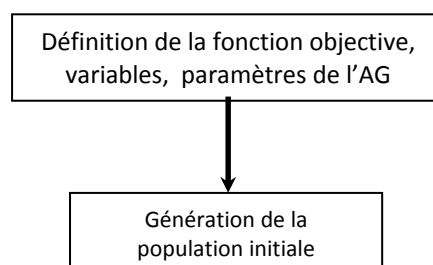 Définition de la fonction objective,
variables, paramètres de l’AG
Génération de la
population initiale